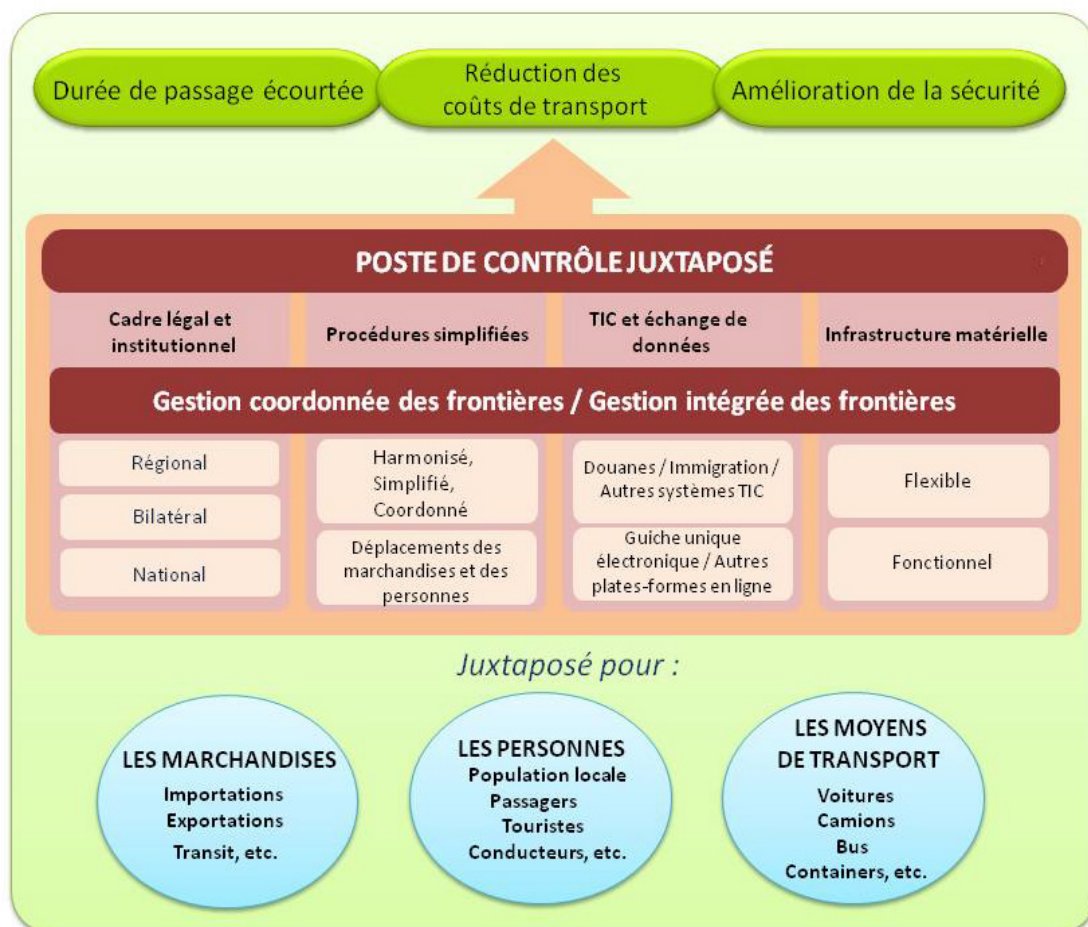 Durée de passage écourtée
Réduction des
coûts de transport
Amélioration de la sécurité
POSTE DE CONTRÔLE JUXTAPOSÉ
Cadre légal et
institutionnel
Procédures simplifiées
TIC et échange de
données
Infrastructure matérielle
Gestion coordonnée des frontières / Gestion intégrée des frontières
Régional
Bilatéral
National
Harmonisé,
Simplifié,
Coordonné
Déplacements des
marchandises et des
personnes
Douanes / Immigration /
Autres systèmes TIC
Guiche unique
électronique / Autres
plates-formes en ligne
Flexible
Fonctionnel
Juxtaposé pour :
LES MARCHANDISES
Importations
Exportations
Transit, etc.
LES PERSONNES
Population locale
Passagers
Touristes
Conducteurs, etc.
LES MOYENS
DE TRANSPORT
Voitures
Camions
Bus
Containers, etc.